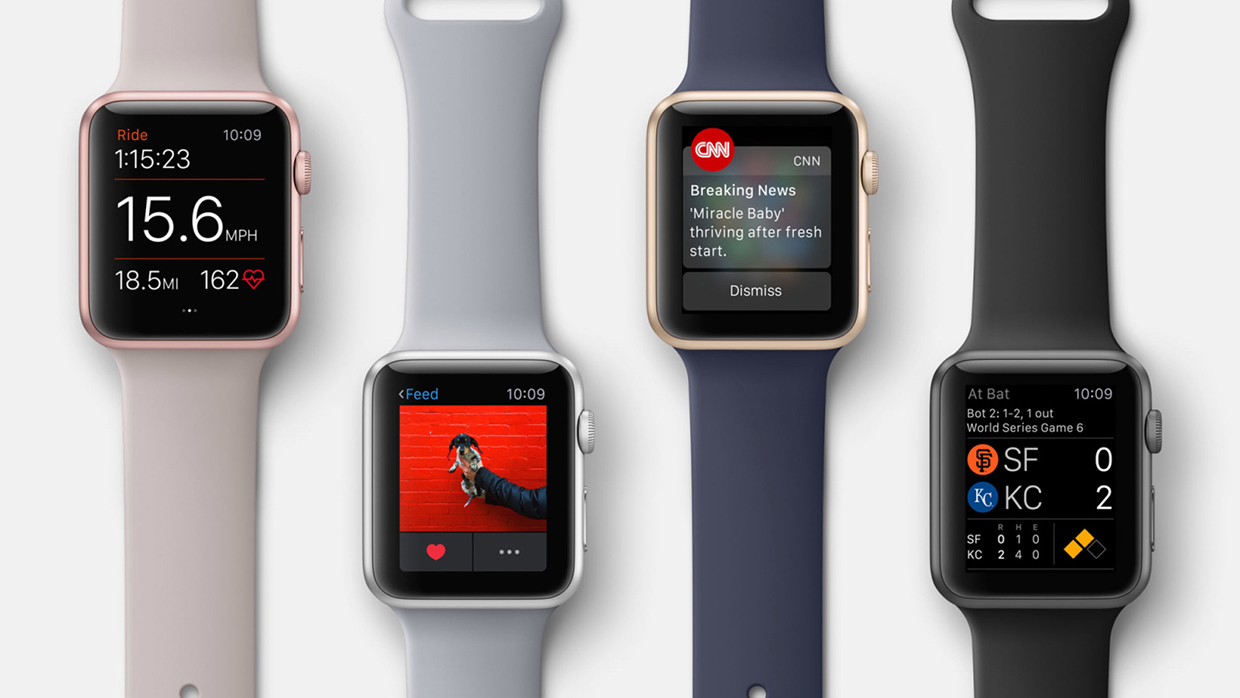 Ride 10:09
1:15:23
15.6MPH
18.5MI 162
<Feed 10:09
CNN
CNN
Breaking News
'Miracle Baby'
thriving after fresh
start.
Dismiss
At Bat 10:09
Bot 2: 1-2, 1 out
World Series Game 6
SF SF 0
KC KC 2
R H E
SF 0 1 0
KC 2 4 0